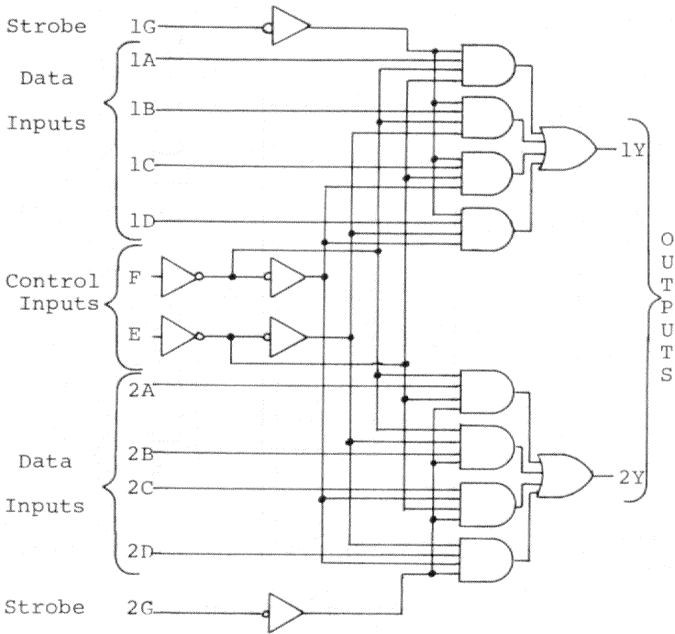 Strobe 1G
Data Inputs
1A
1B
1C
1D
1Y
Control Inputs
F
E
OUTPUTS
Data Inputs
2A
2B
2C
2D
2Y
Strobe 2G